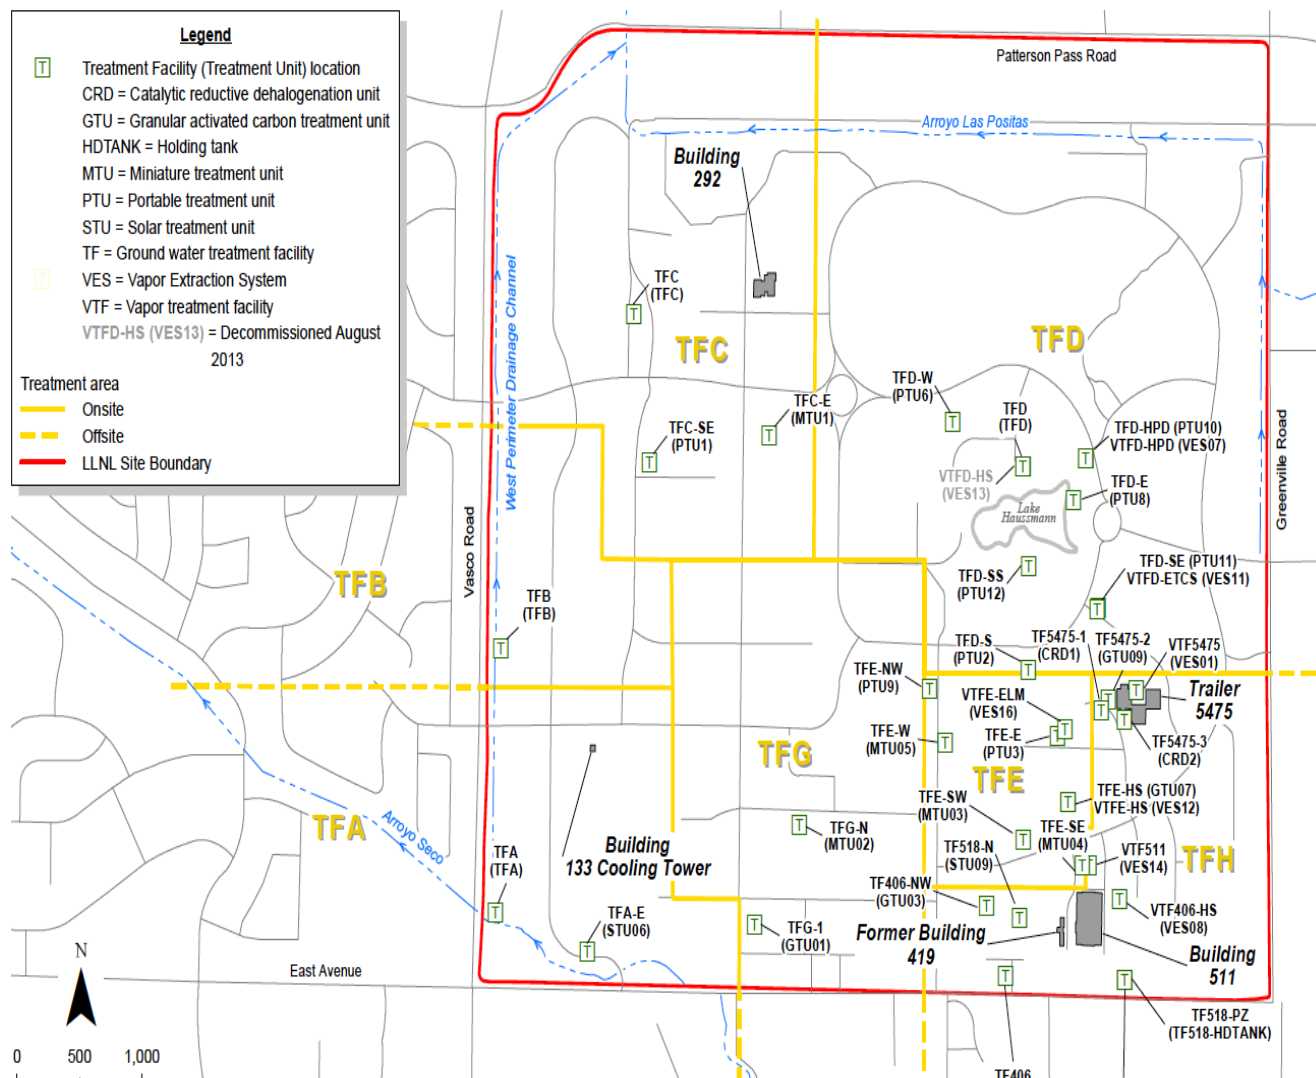 Legend
T Treatment Facility (Treatment Unit) location
CRD = Catalytic reductive dehalogenation unit
GTU = Granular activated carbon treatment unit
HDTANK = Holding tank
MTU = Miniature treatment unit
PTU = Portable treatment unit
STU = Solar treatment unit
TF = Ground water treatment facility
T VES = Vapor Extraction System
VTF = Vapor treatment facility
VTFD-HS (VES13) = Decommissioned August
2013
Treatment area
Onsite
Offsite
LLNL Site Boundary
Patterson Pass Road
Arroyo Las Positas
Building
292
West Perimeter Drainage Channel
TFC
(TFC)
T
TFC
TFD
TFC-E
(MTU1)
T
TFC-SE
(PTU1)
T
TFD-W
(PTU6)
T
TFD
(TFD)
T
TFD-HPD (PTU10)
VTFD-HPD (VES07)
T
VTFD-HS
(VES13)
TFD-E
(PTU8)
T
Lake
Haussmann
Greenville Road
Vasco Road
TFB
TFB
(TFB)
T
TFD-SS
(PTU12)
T
TFD-SE (PTU11)
VTFD-ETCS (VES11)
T
TFD-S
(PTU2)
T
TF5475-1
(CRD1)
T
TF5475-2
(GTU09)
T
VTF5475
(VES01)
T
Trailer
5475
TFE-NW
(PTU9)
T
VTFE-ELM
(VES16)
T
TFE-W
(MTU05)
T
TFE-E
(PTU3)
T
TF5475-3
(CRD2)
T
TFG
TFE
TFE-HS (GTU07)
VTFE-HS (VES12)
T
TFA
Arroyo Seco
TFE-SW
(MTU03)
T
TFG-N
(MTU02)
T
TFE-SE
(MTU04)
T
Building
133 Cooling Tower
TF518-N
(STU09)
T
VTF511
(VES14)
TFH
TFA
(TFA)
T
TF406-NW
(GTU03)
T
TFA-E
(STU06)
T
TFG-1
(GTU01)
T
VTF406-HS
(VES08)
T
Former Building
419
Building
511
N
East Avenue
T
T
TF518-PZ
(TF518-HDTANK)
0 500 1,000
TF406